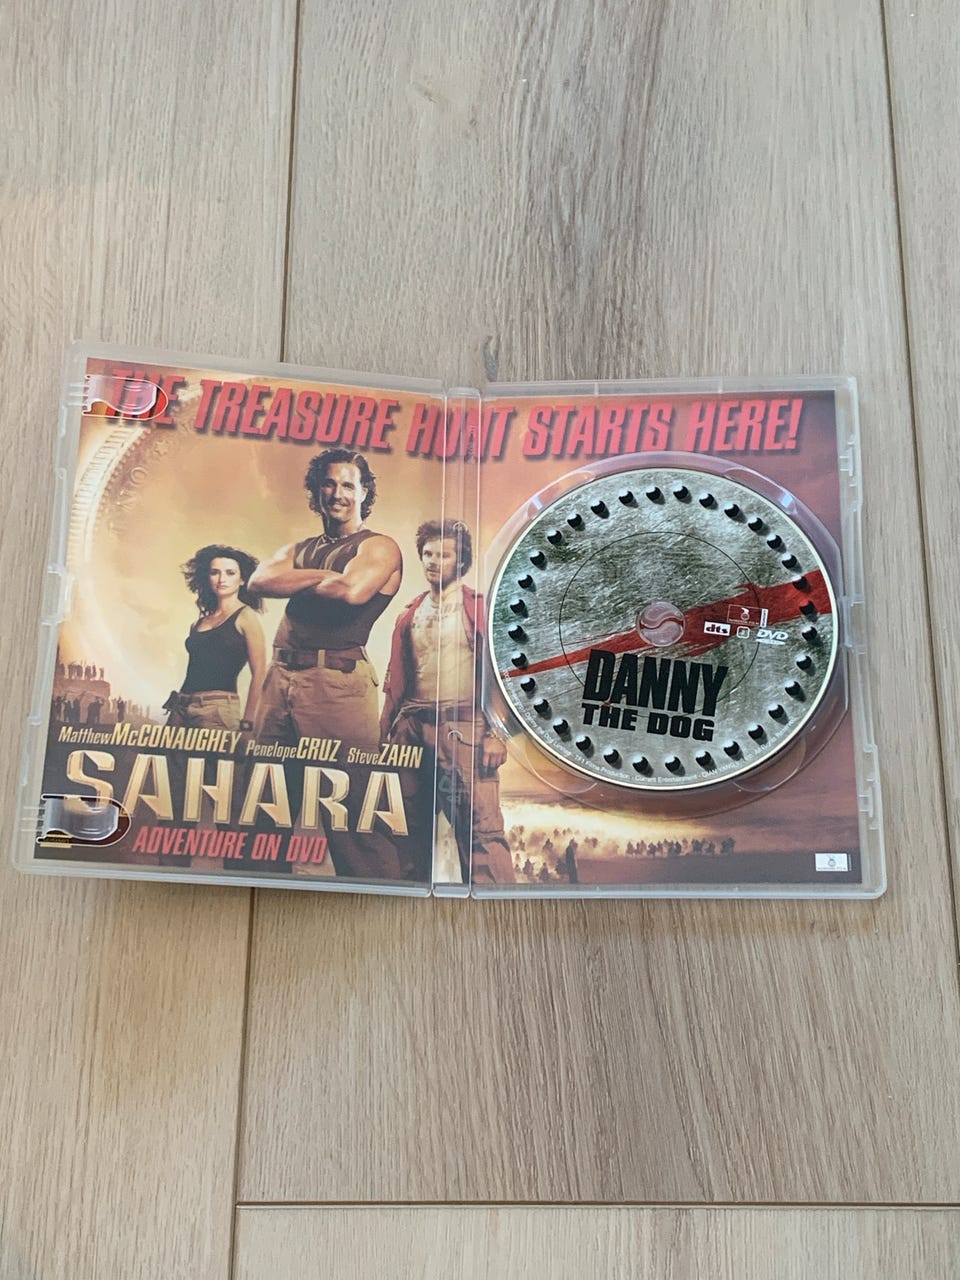 THE TREASURE HUNT STARTS HERE!
Matthew McCONAUGHEY Penelope CRUZ Steve ZAHN
SAHARA
ADVENTURE ON DVD
dts
DVD
DANNY
THE DOG